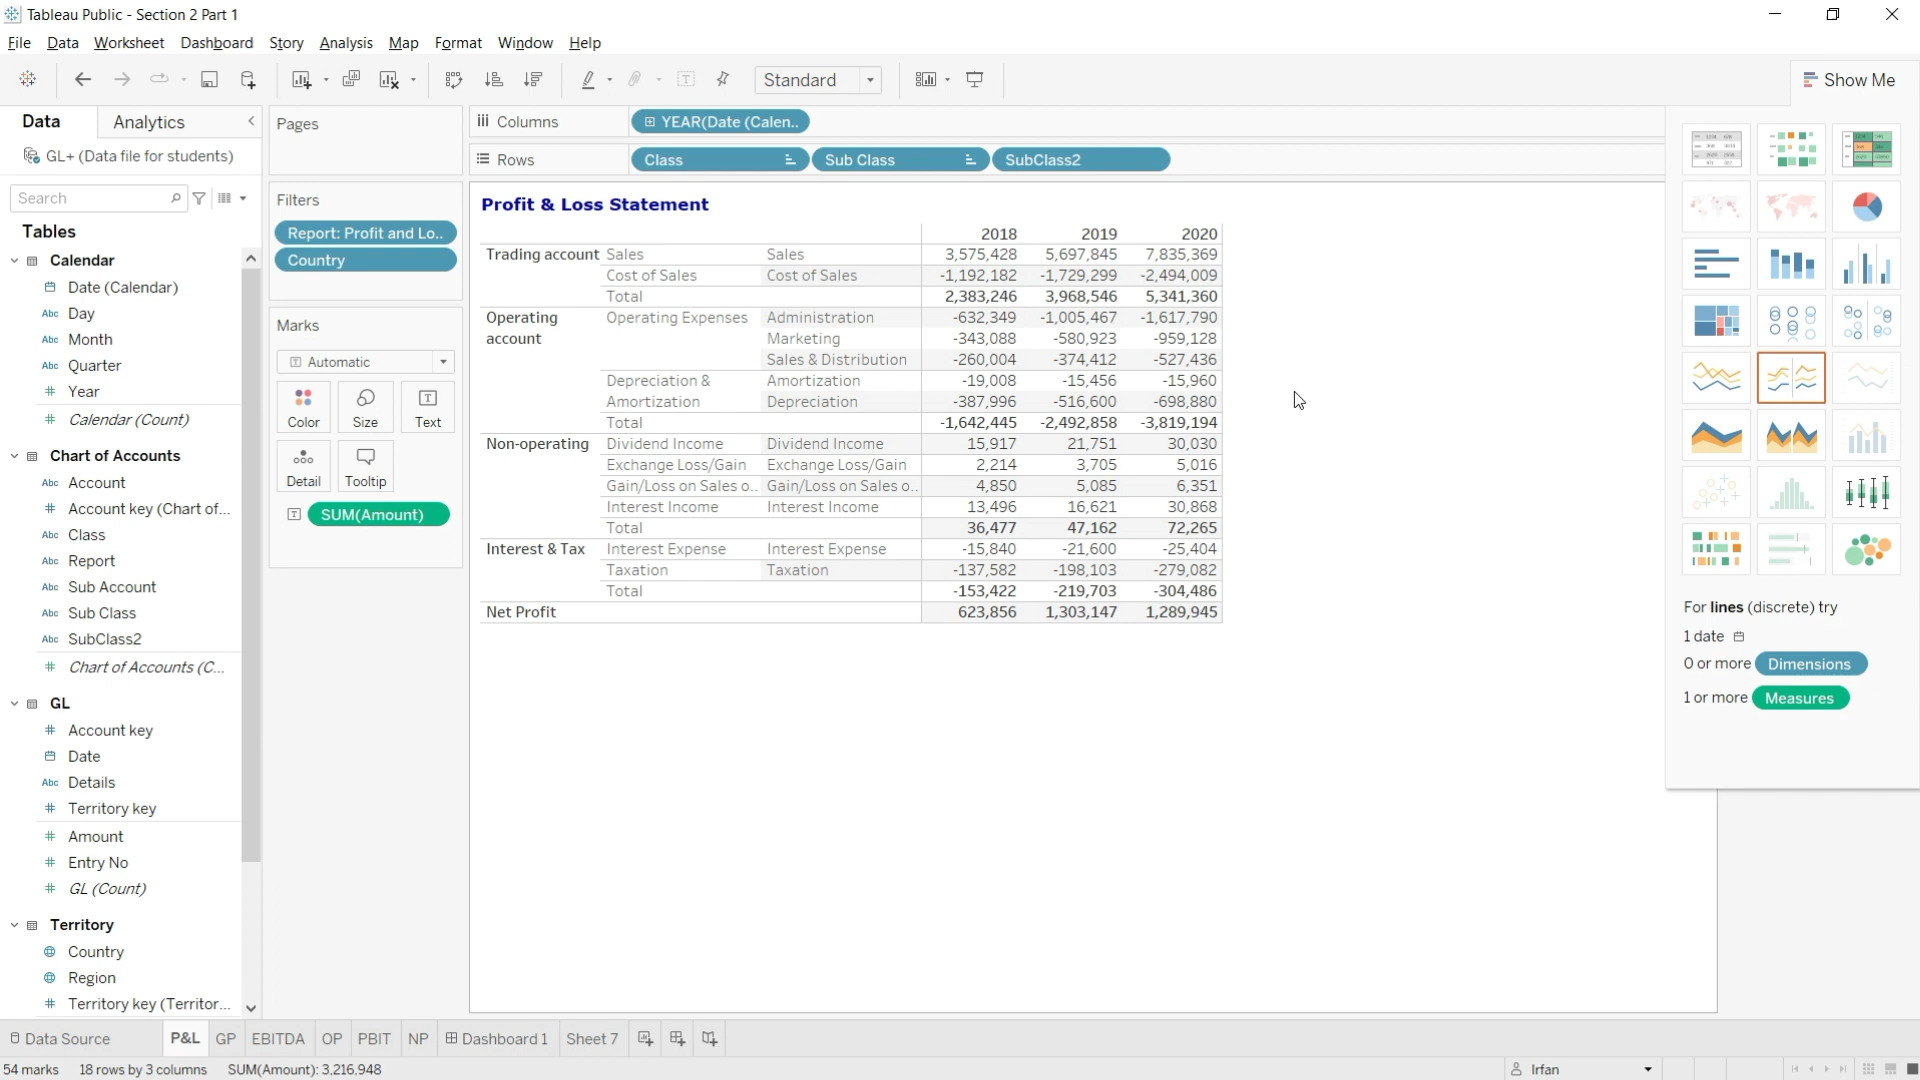 Tableau Public - Section 2 Part 1
File Data Worksheet Dashboard Story Analysis Map Format Window Help
Standard
Show Me
Data Analytics
GL+ (Data file for students)
Search
Tables
Calendar
Date (Calendar)
Abc Day
Abc Month
Abc Quarter
# Year
# Calendar (Count)
Chart of Accounts
Abc Account
# Account key (Chart of...
Abc Class
Abc Report
Abc Sub Account
Abc Sub Class
Abc SubClass2
# Chart of Accounts (C...
GL
# Account key
Date
Abc Details
# Territory key
# Amount
# Entry No
# GL (Count)
Territory
Country
Region
# Territory key (Territor...
Pages
Filters
Report: Profit and Lo..
Country
Marks
Automatic
Color Size Text
Detail Tooltip
SUM(Amount)
Columns YEAR(Date (Calen..
Rows Class Sub Class SubClass2
Profit & Loss Statement
2018 2019 2020
Trading account Sales Sales 3,575,428 5,697,845 7,835,369
Cost of Sales Cost of Sales -1,192,182 -1,729,299 -2,494,009
Total 2,383,246 3,968,546 5,341,360
Operating Operating Expenses Administration -632,349 -1,005,467 -1,617,790
account Marketing -343,088 -580,923 -959,128
Sales & Distribution -260,004 -374,412 -527,436
Depreciation & Amortization -19,008 -15,456 -15,960
Amortization Depreciation -387,996 -516,600 -698,880
Total -1,642,445 -2,492,858 -3,819,194
Non-operating Dividend Income Dividend Income 15,917 21,751 30,030
Exchange Loss/Gain Exchange Loss/Gain 2,214 3,705 5,016
Gain/Loss on Sales o.. Gain/Loss on Sales o.. 4,850 5,085 6,351
Interest Income Interest Income 13,496 16,621 30,868
Total 36,477 47,162 72,265
Interest & Tax Interest Expense Interest Expense -15,840 -21,600 -25,404
Taxation Taxation -137,582 -198,103 -279,082
Total -153,422 -219,703 -304,486
Net Profit 623,856 1,303,147 1,289,945
For lines (discrete) try
1 date
0 or more Dimensions
1 or more Measures
Data Source P&L GP EBITDA OP PBIT NP Dashboard 1 Sheet 7
54 marks 18 rows by 3 columns SUM(Amount): 3,216,948
Irfan